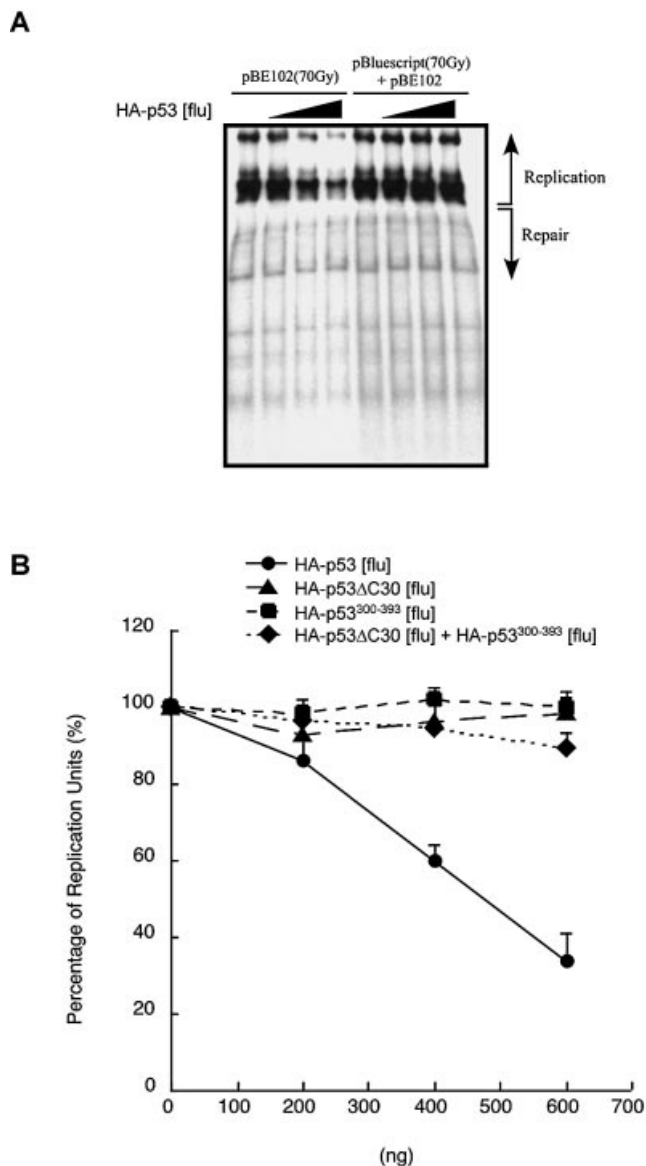 A
pBE102(70Gy)
pBluescript(70Gy)
+ pBE102
HA-p53 [flu]
Replication
Repair
B
HA-p53 [flu]
HA-p53ΔC30 [flu]
HA-p53³⁰⁰⁻³⁹³ [flu]
HA-p53ΔC30 [flu] + HA-p53³⁰⁰⁻³⁹³ [flu]
Percentage of Replication Units (%)
120
100
80
60
40
20
0
0 100 200 300 400 500 600 700
(ng)